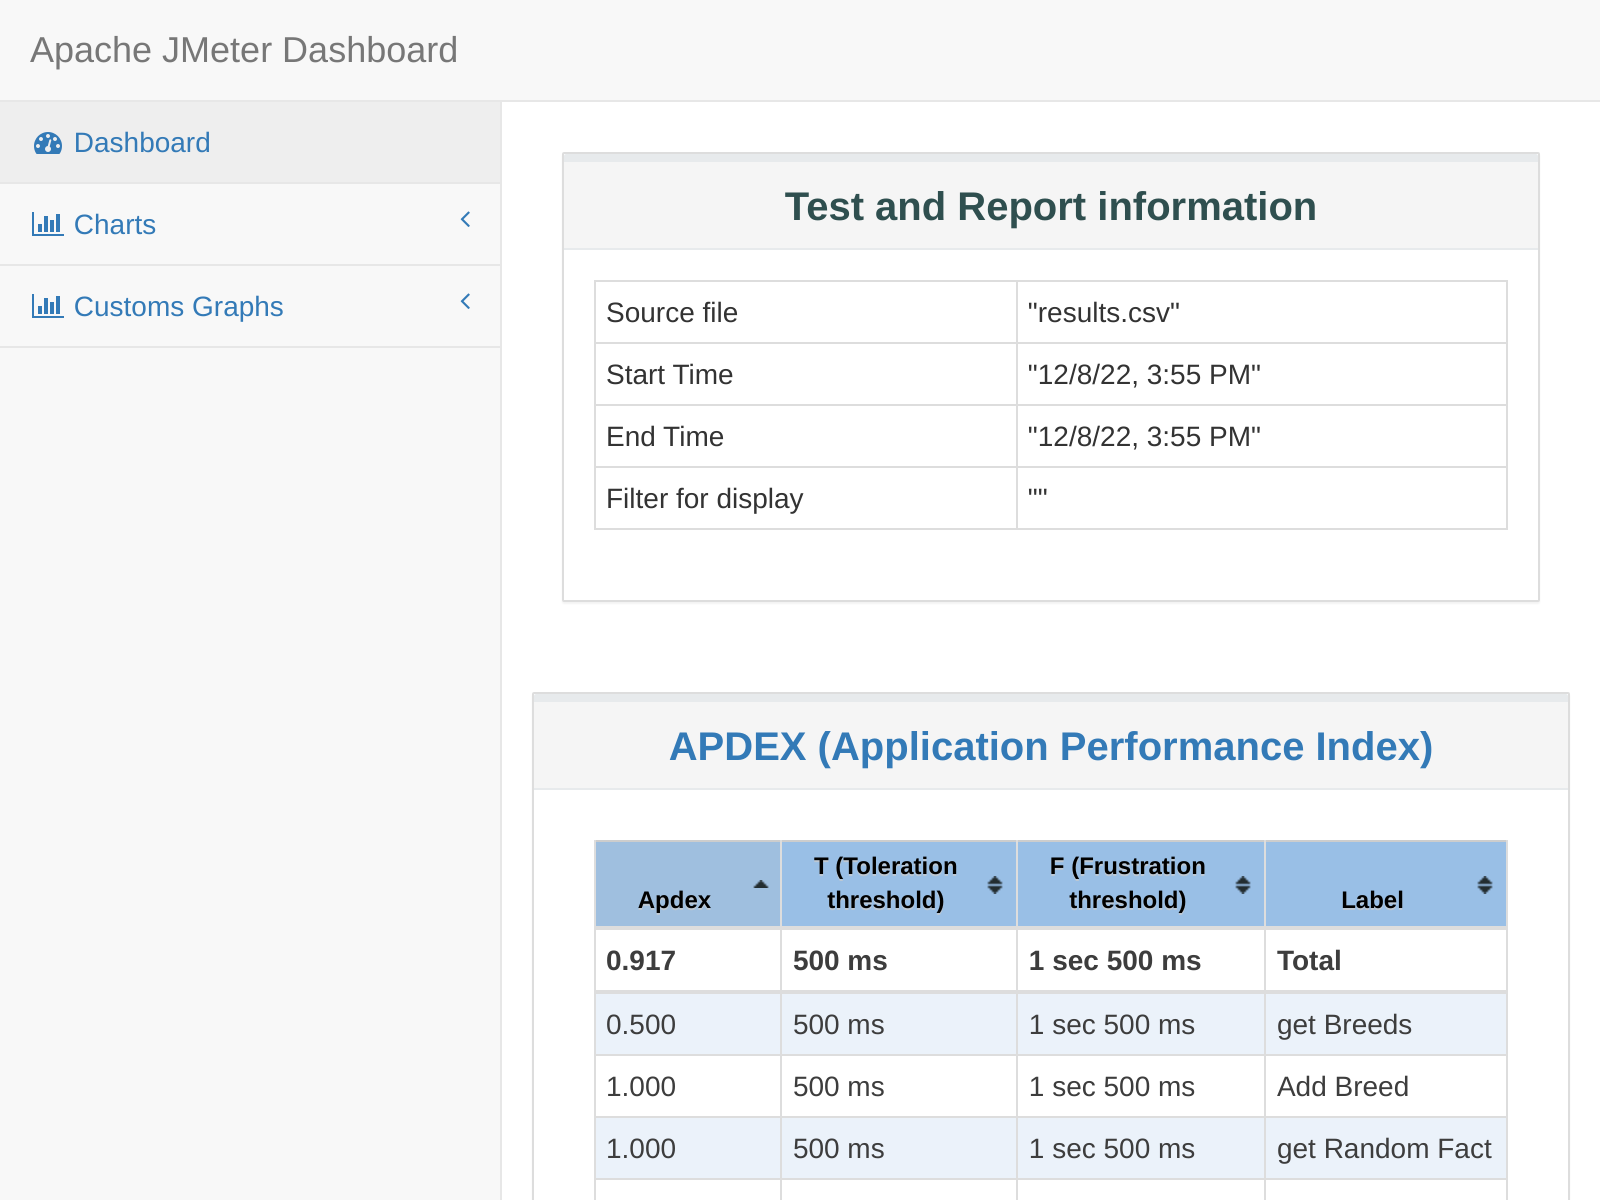 Apache JMeter Dashboard
Dashboard
Charts
Customs Graphs
Test and Report information
Source file "results.csv"
Start Time "12/8/22, 3:55 PM"
End Time "12/8/22, 3:55 PM"
Filter for display ""
APDEX (Application Performance Index)
Apdex T (Toleration threshold) F (Frustration threshold) Label
0.917 500 ms 1 sec 500 ms Total
0.500 500 ms 1 sec 500 ms get Breeds
1.000 500 ms 1 sec 500 ms Add Breed
1.000 500 ms 1 sec 500 ms get Random Fact